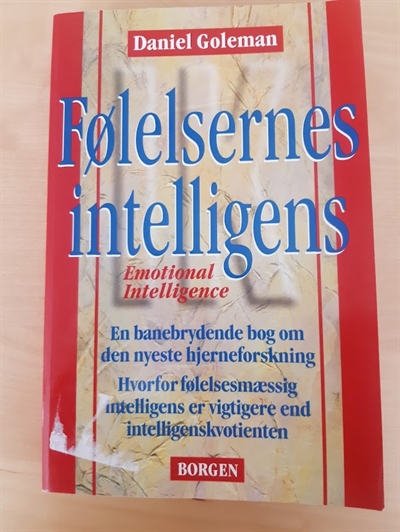 Daniel Goleman
Følelsernes
intelligens
Emotional
Intelligence
En banebrydende bog om
den nyeste hjerneforskning
Hvorfor følelsesmæssig
intelligens er vigtigere end
intelligenskvotienten
BORGEN